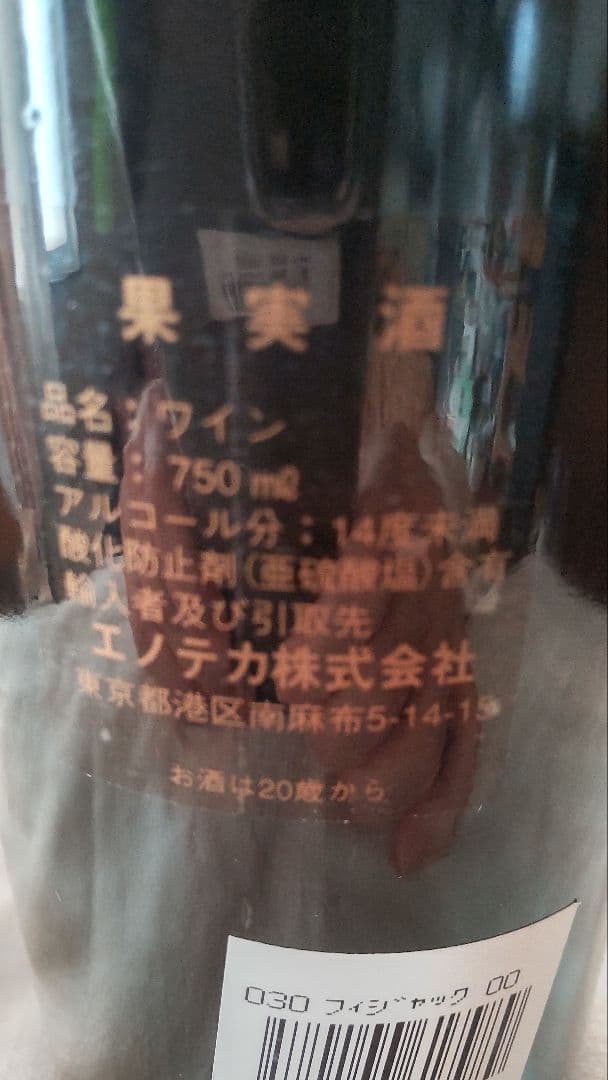 果実酒
品名：ワイン
容量：750㎖
アルコール分：14度未満
酸化防止剤(亜硫酸塩)含有
輸入者及び引取先
エノテカ株式会社
東京都港区南麻布5-14-15
お酒は20歳から
030 フィジャック 00